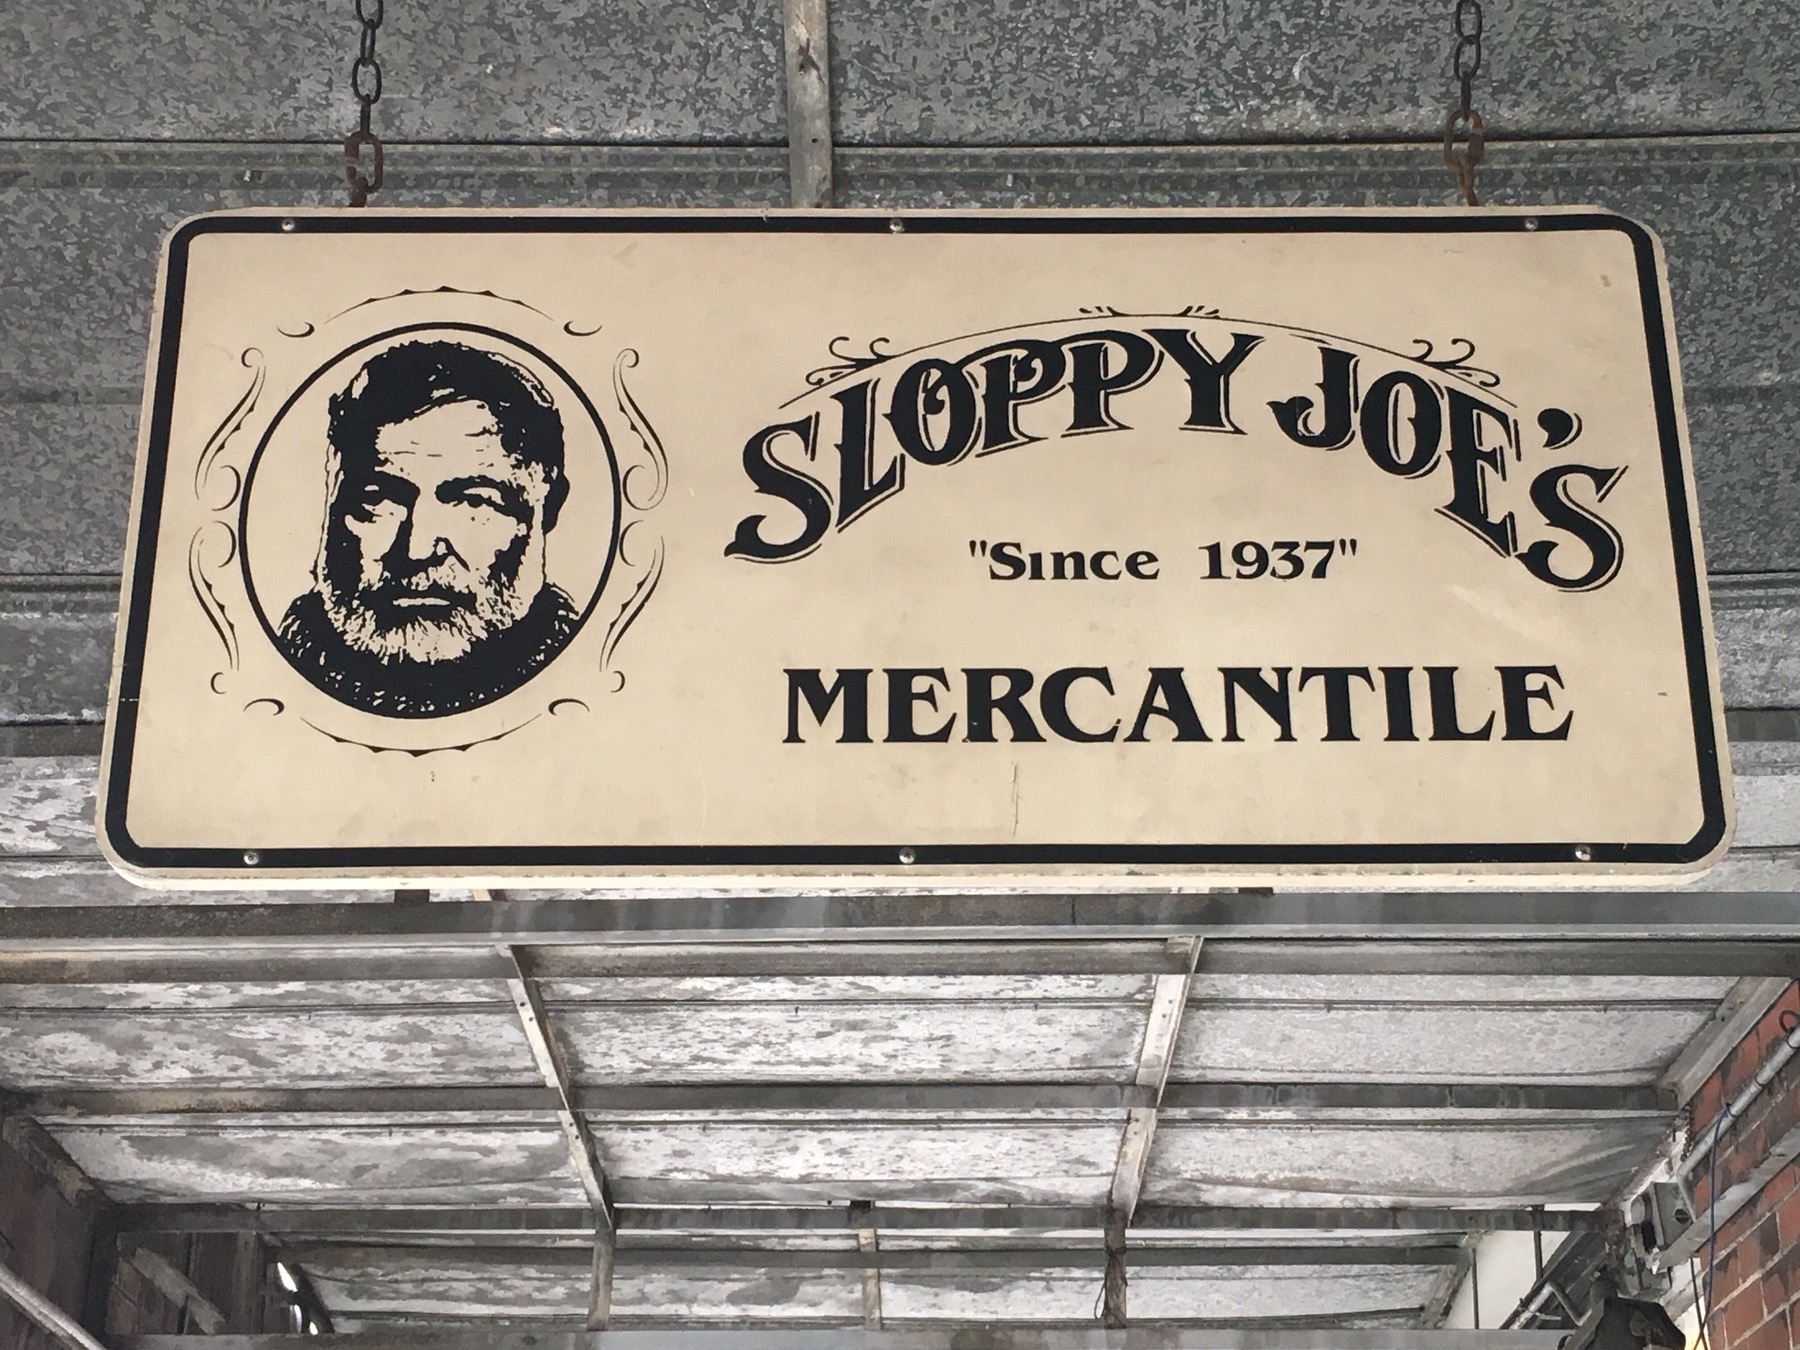 SLOPPY JOE'S
"Since 1937"
MERCANTILE